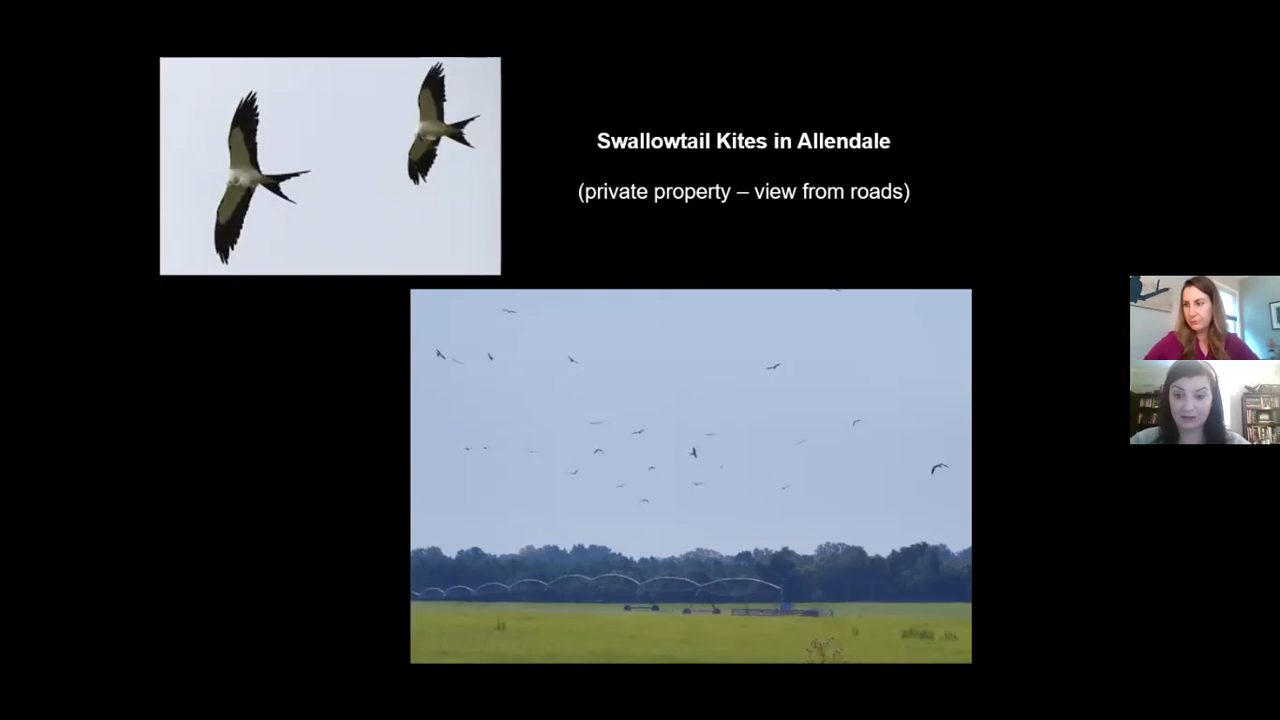 Swallowtail Kites in Allendale
(private property – view from roads)